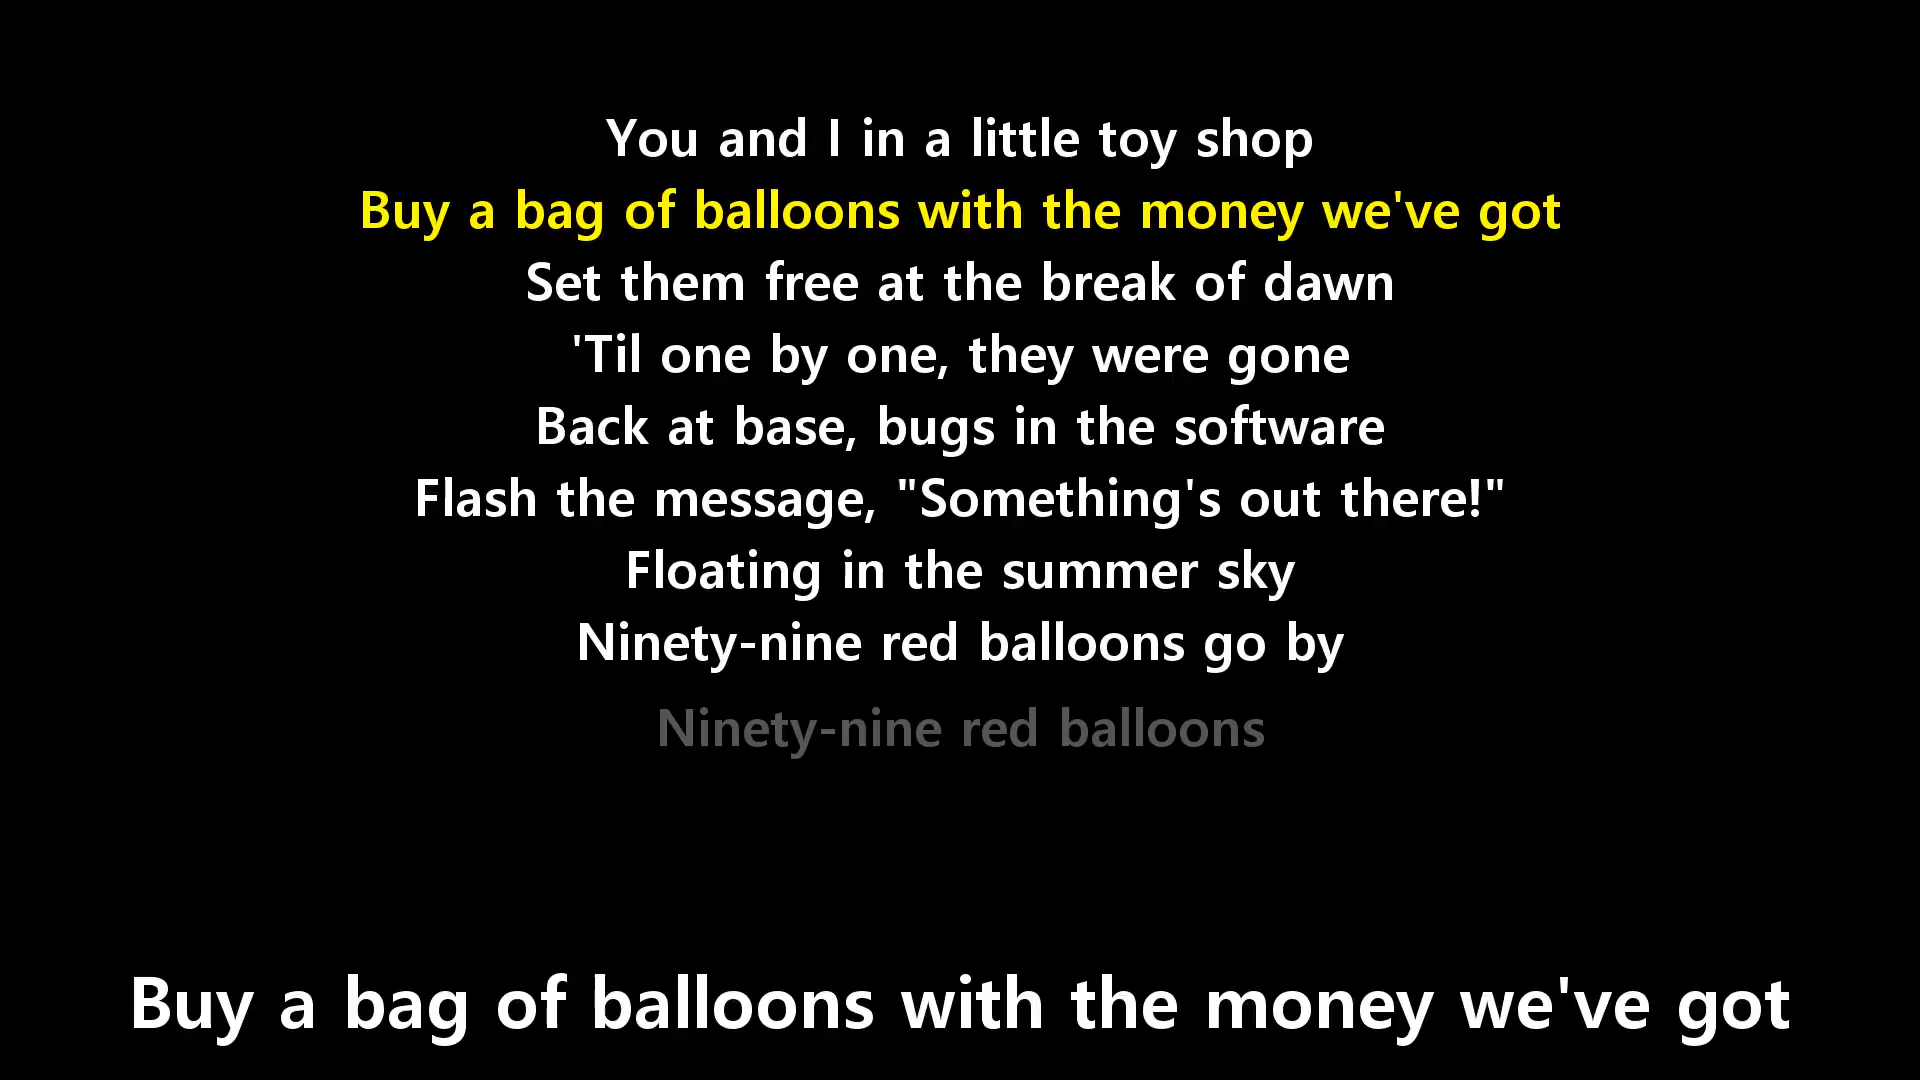 You and I in a little toy shop
Buy a bag of balloons with the money we've got
Set them free at the break of dawn
'Til one by one, they were gone
Back at base, bugs in the software
Flash the message, "Something's out there!"
Floating in the summer sky
Ninety-nine red balloons go by
Ninety-nine red balloons
Buy a bag of balloons with the money we've got